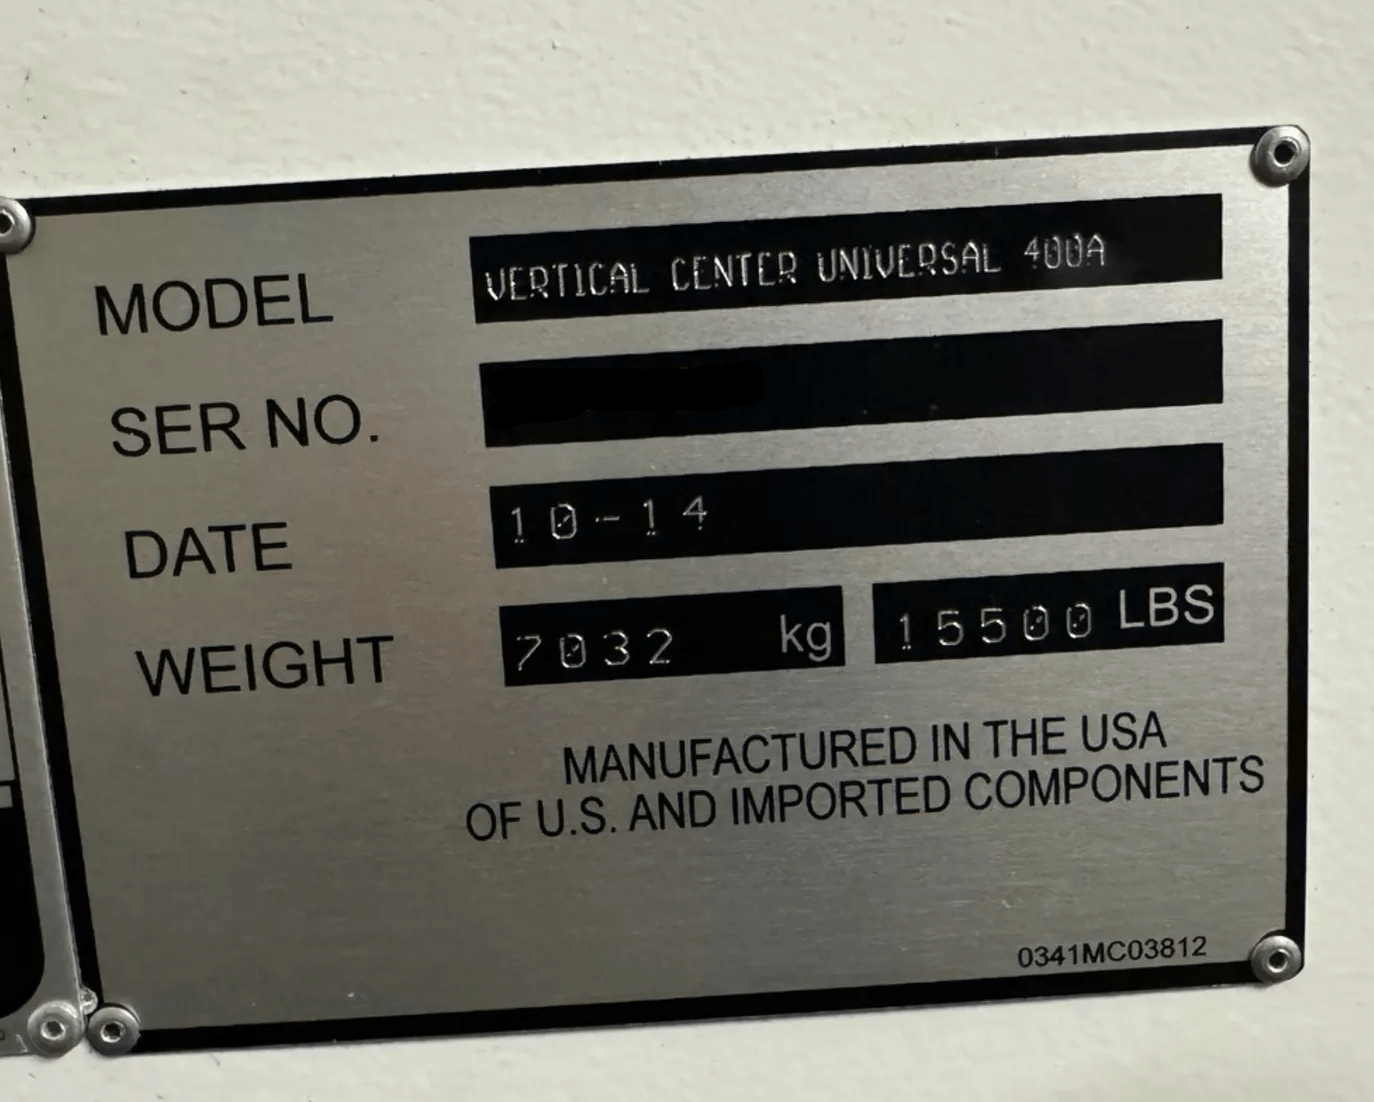 MODEL VERTICAL CENTER UNIVERSAL 400A
SER NO.
DATE 10-14
WEIGHT 7032 kg 15500 LBS
MANUFACTURED IN THE USA
OF U.S. AND IMPORTED COMPONENTS
0341MC03812